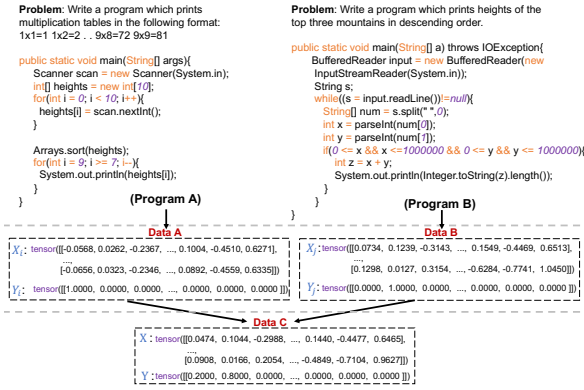 Problem: Write a program which prints
multiplication tables in the following format:
1x1=1 1x2=2 . . 9x8=72 9x9=81
public static void main(String[] args){
Scanner scan = new Scanner(System.in);
int[] heights = new int[10];
for(int i = 0; i < 10; i++){
heights[i] = scan.nextInt();
}
Arrays.sort(heights);
for(int i = 9; i >= 7; i--){
System.out.println(heights[i]);
}
}
(Program A)
Problem: Write a program which prints heights of the
top three mountains in descending order.
public static void main(String[] a) throws IOException{
BufferedReader input = new BufferedReader(new
InputStreamReader(System.in));
String s;
while((s = input.readLine())!=null){
String[] num = s.split(" ",0);
int x = parseInt(num[0]);
int y = parseInt(num[1]);
if(0 <= x && x <=1000000 && 0 <= y && y <= 1000000){
int z = x + y;
System.out.println(Integer.toString(z).length());
}
}
}
(Program B)
Data A
X_i: tensor([[-0.0568, 0.0262, -0.2367, ..., 0.1004, -0.4510, 0.6271],
...,
[-0.0656, 0.0323, -0.2346, ..., 0.0892, -0.4559, 0.6335]])
Y_i: tensor([[1.0000, 0.0000, 0.0000, ..., 0.0000, 0.0000, 0.0000 ]])
Data B
X_j: tensor([[0.0734, 0.1239, -0.3143, ..., 0.1549, -0.4469, 0.6513],
...,
[0.1298, 0.0127, 0.3154, ..., -0.6284, -0.7741, 1.0450]])
Y_j: tensor([[0.0000, 1.0000, 0.0000, ..., 0.0000, 0.0000, 0.0000 ]])
Data C
X : tensor([[0.0474, 0.1044, -0.2988, ..., 0.1440, -0.4477, 0.6465],
...,
[0.0908, 0.0166, 0.2054, ..., -0.4849, -0.7104, 0.9627]])
Y : tensor([[0.2000, 0.8000, 0.0000, ..., 0.0000, 0.0000, 0.0000 ]])